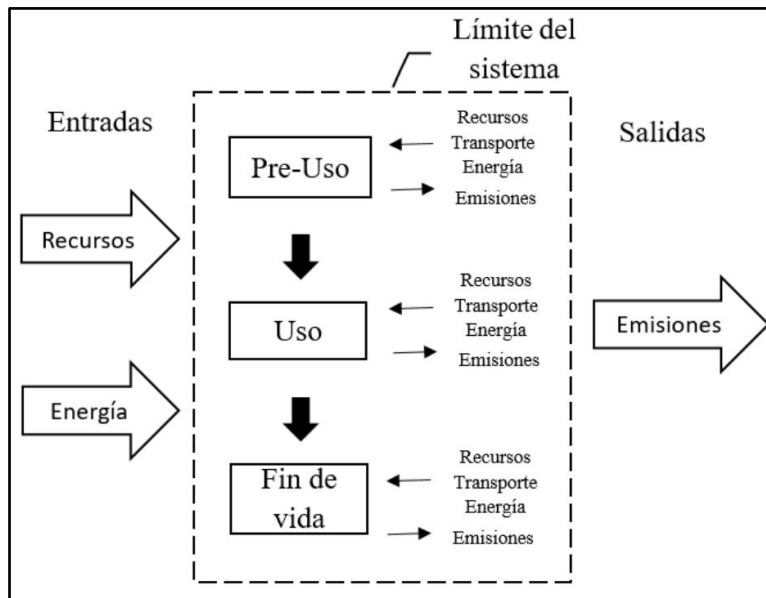 Límite del
sistema
Entradas
Salidas
Recursos
Energía
Pre-Uso
Recursos
Transporte
Energía
Emisiones
Uso
Recursos
Transporte
Energía
Emisiones
Fin de
vida
Recursos
Transporte
Energía
Emisiones
Emisiones